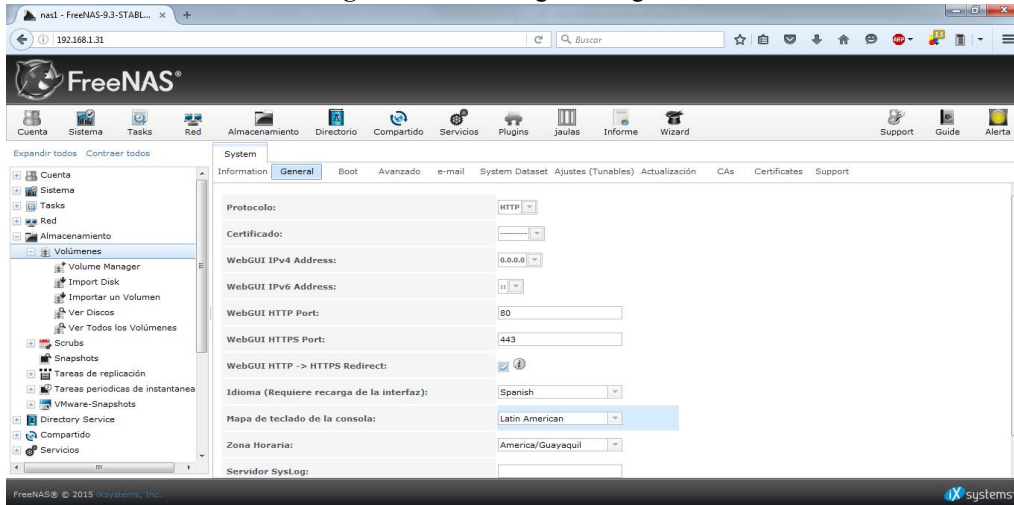 nas1 - FreeNAS-9.3-STABL...
192.168.1.31
Buscar
ABP
13
FreeNAS®
Cuenta Sistema Tasks Red Almacenamiento Directorio Compartido Servicios Plugins jaulas Informe Wizard Support Guide Alerta
Expandir todos Contraer todos
Cuenta
Sistema
Tasks
Red
Almacenamiento
Volúmenes
Volume Manager
Import Disk
Importar un Volumen
Ver Discos
Ver Todos los Volúmenes
Scrubs
Snapshots
Tareas de replicación
Tareas periodicas de instantanea
VMware-Snapshots
Directory Service
Compartido
Servicios
System
Information General Boot Avanzado e-mail System Dataset Ajustes (Tunables) Actualización CAs Certificates Support
Protocolo: HTTP
Certificado: ---------
WebGUI IPv4 Address: 0.0.0.0
WebGUI IPv6 Address: ::
WebGUI HTTP Port: 80
WebGUI HTTPS Port: 443
WebGUI HTTP -> HTTPS Redirect:
Idioma (Requiere recarga de la interfaz): Spanish
Mapa de teclado de la consola: Latin American
Zona Horaria: America/Guayaquil
Servidor SysLog:
FreeNAS® © 2015 iXsystems, Inc.
iX systems